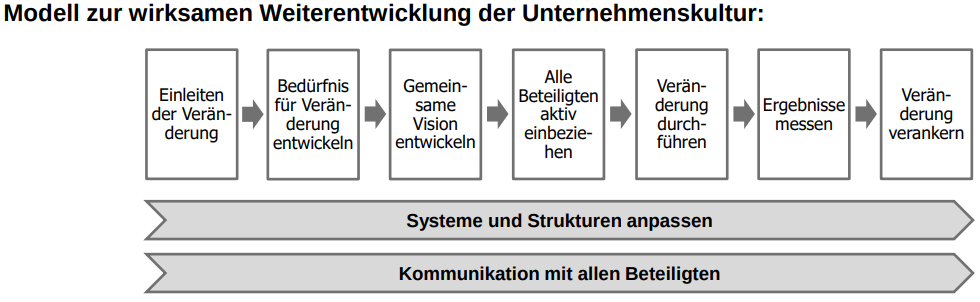 Modell zur wirksamen Weiterentwicklung der Unternehmenskultur:
Einleiten
der Verän-
derung
Bedürfnis
für Verän-
derung
entwickeln
Gemein-
same
Vision
entwickeln
Alle
Beteiligten
aktiv
einbezie-
hen
Verän-
derung
durch-
führen
Ergebnisse
messen
Verän-
derung
verankern
Systeme und Strukturen anpassen
Kommunikation mit allen Beteiligten